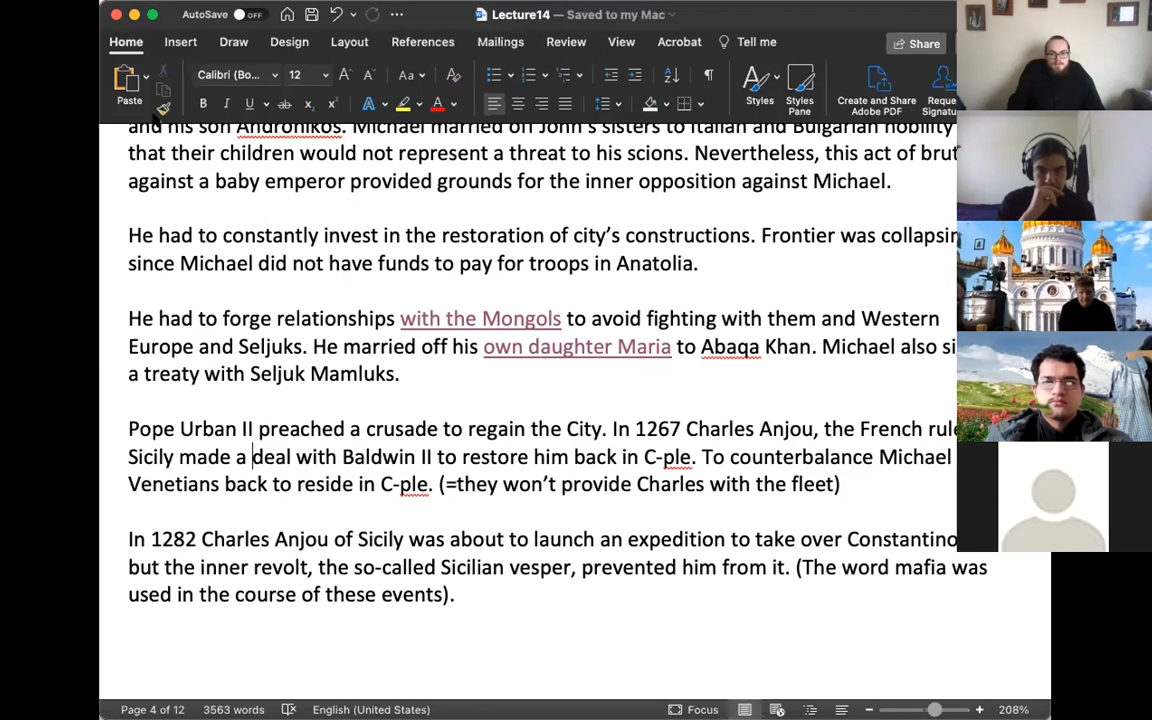 AutoSave OFF Lecture14 — Saved to my Mac
Home Insert Draw Design Layout References Mailings Review View Acrobat Tell me Share
Calibri (Bo... 12 Aa
Paste B I U ab x x A A Styles Styles Pane Create and Share Adobe PDF Reque Signatu
and his son Andronikos. Michael married off John's sisters to Italian and Bulgarian nobility
that their children would not represent a threat to his scions. Nevertheless, this act of brut
against a baby emperor provided grounds for the inner opposition against Michael.
He had to constantly invest in the restoration of city's constructions. Frontier was collapsin
since Michael did not have funds to pay for troops in Anatolia.
He had to forge relationships with the Mongols to avoid fighting with them and Western
Europe and Seljuks. He married off his own daughter Maria to Abaqa Khan. Michael also si
a treaty with Seljuk Mamluks.
Pope Urban II preached a crusade to regain the City. In 1267 Charles Anjou, the French rule
Sicily made a deal with Baldwin II to restore him back in C-ple. To counterbalance Michael
Venetians back to reside in C-ple. (=they won't provide Charles with the fleet)
In 1282 Charles Anjou of Sicily was about to launch an expedition to take over Constantino
but the inner revolt, the so-called Sicilian vesper, prevented him from it. (The word mafia was
used in the course of these events).
Page 4 of 12 3563 words English (United States) Focus 208%